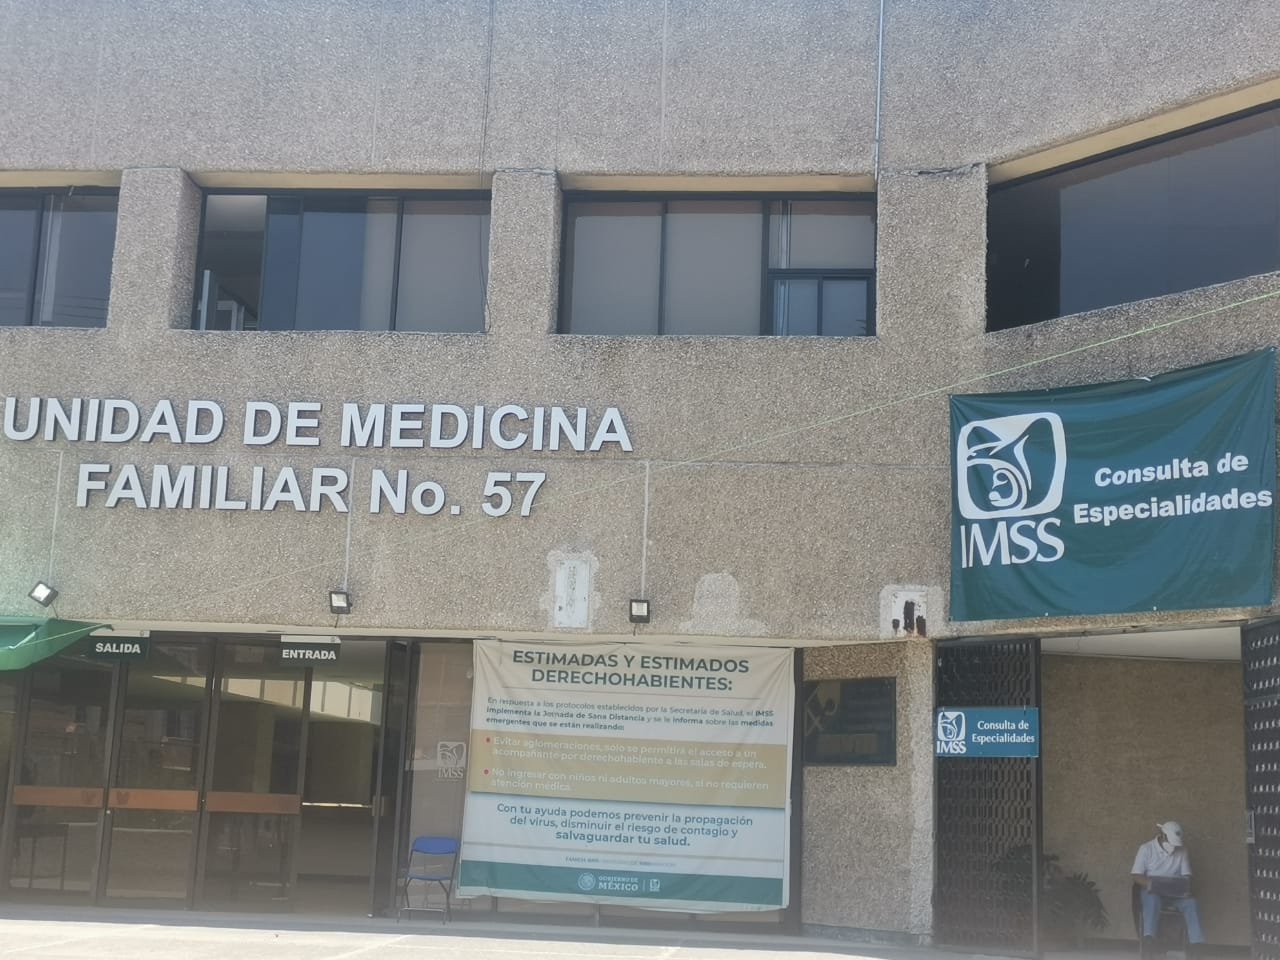 UNIDAD DE MEDICINA
FAMILIAR No. 57
IMSS
Consulta de
Especialidades
SALIDA
ENTRADA
IMSS
ESTIMADAS Y ESTIMADOS
DERECHOHABIENTES:
En respuesta a los protocolos establecidos por la Secretaría de Salud, el IMSS
implementa la Jornada de Sana Distancia y se le informa sobre las medidas
emergentes que se están realizando:
Evitar aglomeraciones, sólo se permitirá el acceso a un
acompañante por derechohabiente a las salas de espera.
No ingresar con niños ni adultos mayores, si no requieren
atención médica
Con tu ayuda podemos prevenir la propagación
del virus, disminuir el riesgo de contagio y
salvaguardar tu salud.
GOBIERNO DE
MÉXICO
IMSS
Consulta de
Especialidades